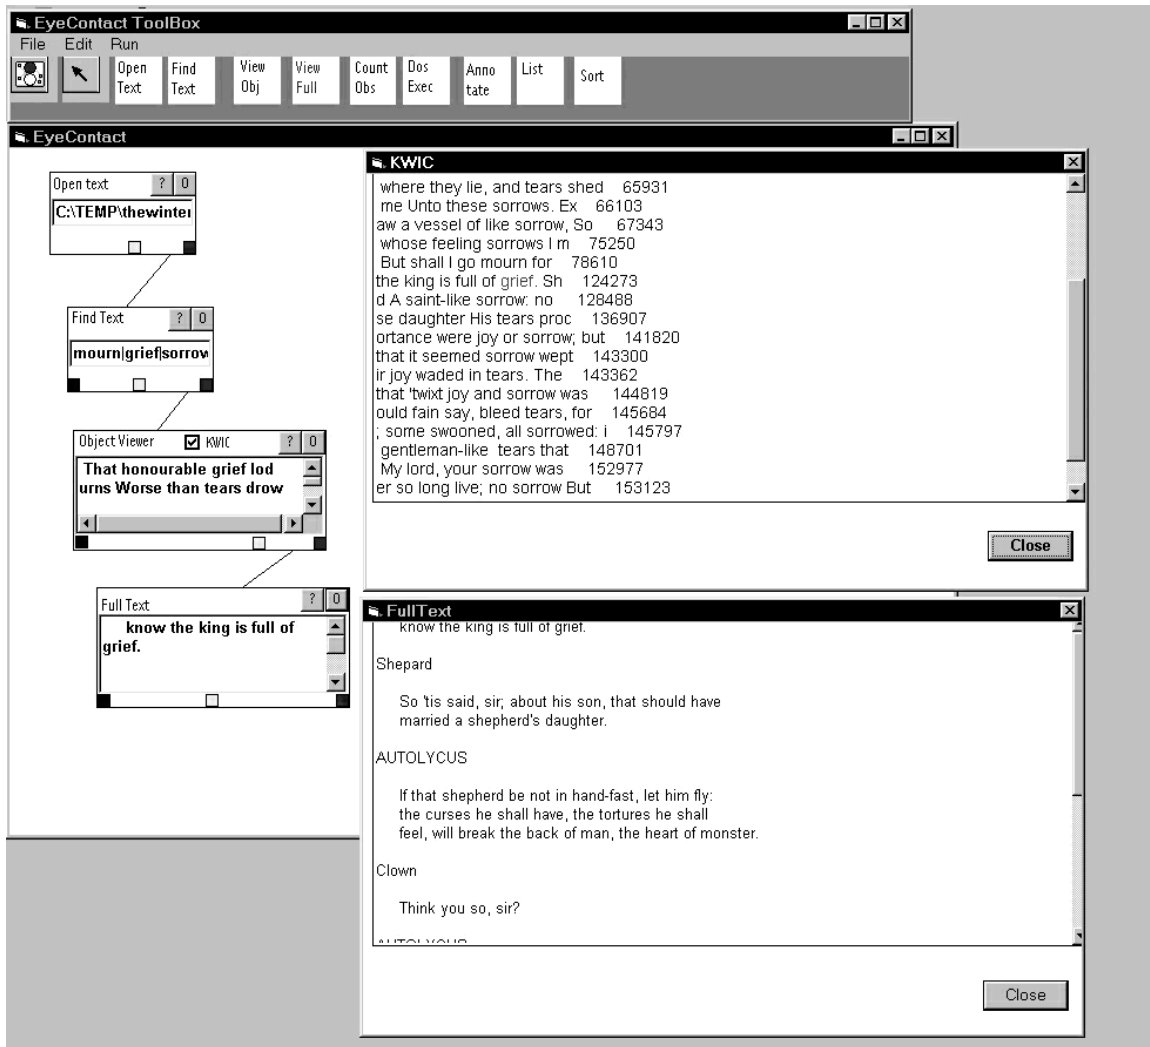 EyeContact ToolBox
File Edit Run
Open Text
Find Text
View Obj
View Full
Count Obs
Dos Exec
Anno tate
List
Sort
EyeContact
Open text ? 0
C:\TEMP\thewinter
Find Text ? 0
mourn|grief|sorrow
Object Viewer KWIC ? 0
That honourable grief lod
urns Worse than tears drow
Full Text ? 0
know the king is full of
grief.
KWIC
where they lie, and tears shed 65931
me Unto these sorrows. Ex 66103
aw a vessel of like sorrow, So 67343
whose feeling sorrows I m 75250
But shall I go mourn for 78610
the king is full of grief. Sh 124273
d A saint-like sorrow: no 128488
se daughter His tears proc 136907
ortance were joy or sorrow; but 141820
that it seemed sorrow wept 143300
ir joy waded in tears. The 143362
that 'twixt joy and sorrow was 144819
ould fain say, bleed tears, for 145684
; some swooned, all sorrowed: i 145797
gentleman-like tears that 148701
My lord, your sorrow was 152977
er so long live; no sorrow But 153123
Close
FullText
know the king is full of grief.
Shepard
So 'tis said, sir; about his son, that should have
married a shepherd's daughter.
AUTOLYCUS
If that shepherd be not in hand-fast, let him fly:
the curses he shall have, the tortures he shall
feel, will break the back of man, the heart of monster.
Clown
Think you so, sir?
AUTOLYCUS
Close